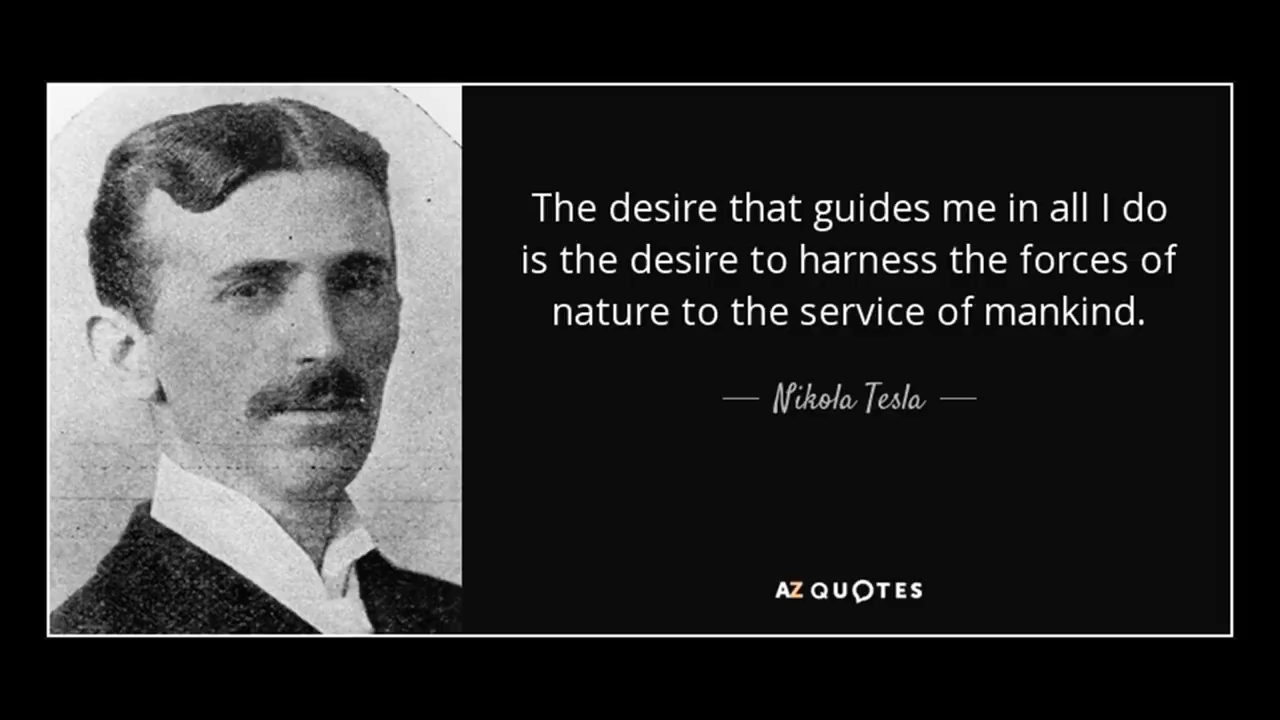 The desire that guides me in all I do
is the desire to harness the forces of
nature to the service of mankind.
Nikola Tesla
AZ QUOTES